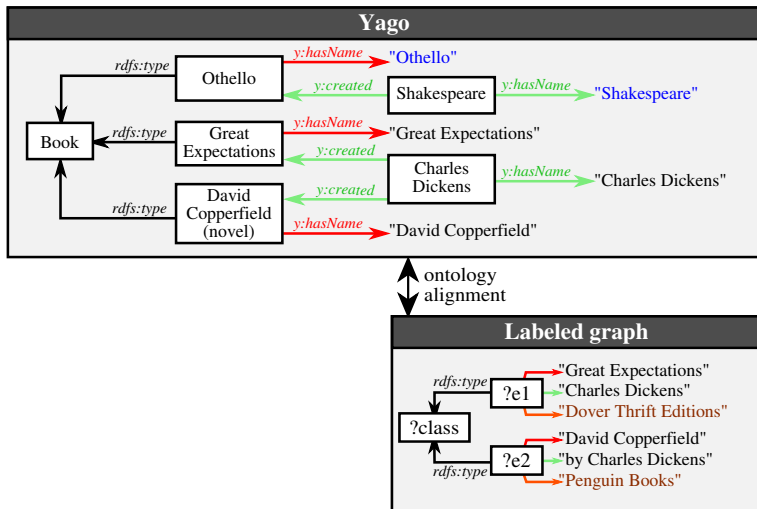 Yago
y:hasName
"Othello"
rdfs:type
Othello
y:created
Shakespeare
y:hasName
"Shakespeare"
Book
rdfs:type
Great
Expectations
y:hasName
"Great Expectations"
y:created
Charles
Dickens
y:hasName
"Charles Dickens"
y:created
rdfs:type
David
Copperfield
(novel)
y:hasName
"David Copperfield"
ontology
alignment
Labeled graph
?class
rdfs:type
?e1
"Great Expectations"
"Charles Dickens"
"Dover Thrift Editions"
rdfs:type
?e2
"David Copperfield"
"by Charles Dickens"
"Penguin Books"